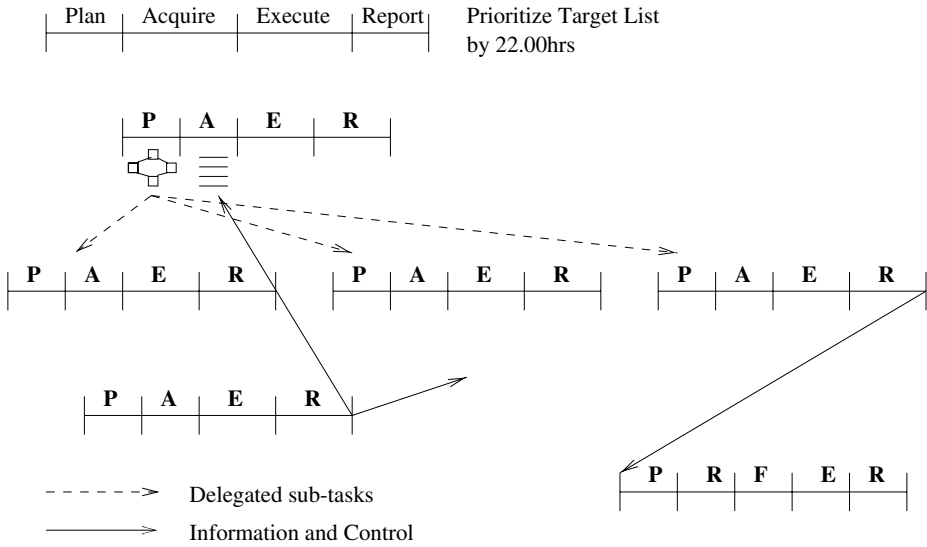 Plan Acquire Execute Report Prioritize Target List
by 22.00hrs
P A E R
P A E R P A E R P A E R
P A E R
P R F E R
Delegated sub-tasks
Information and Control